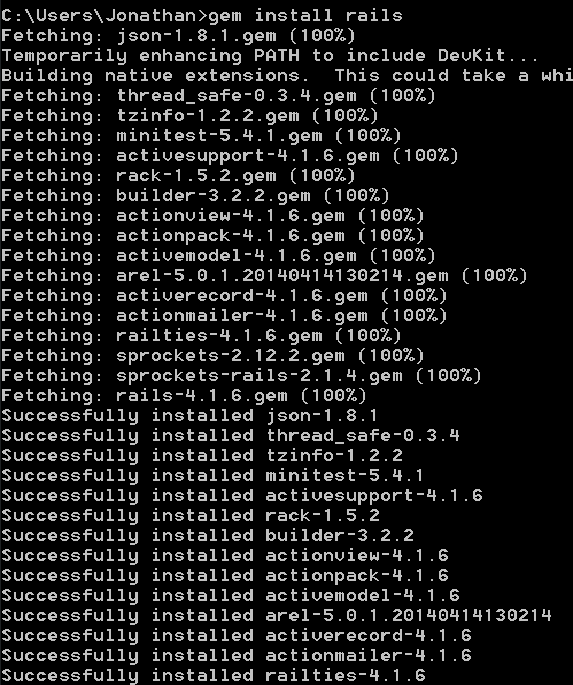 C:\Users\Jonathan>gem install rails
Fetching: json-1.8.1.gem (100%)
Temporarily enhancing PATH to include DevKit...
Building native extensions.  This could take a whi
Fetching: thread_safe-0.3.4.gem (100%)
Fetching: tzinfo-1.2.2.gem (100%)
Fetching: minitest-5.4.1.gem (100%)
Fetching: activesupport-4.1.6.gem (100%)
Fetching: rack-1.5.2.gem (100%)
Fetching: builder-3.2.2.gem (100%)
Fetching: actionview-4.1.6.gem (100%)
Fetching: actionpack-4.1.6.gem (100%)
Fetching: activemodel-4.1.6.gem (100%)
Fetching: arel-5.0.1.20140414130214.gem (100%)
Fetching: activerecord-4.1.6.gem (100%)
Fetching: actionmailer-4.1.6.gem (100%)
Fetching: railties-4.1.6.gem (100%)
Fetching: sprockets-2.12.2.gem (100%)
Fetching: sprockets-rails-2.1.4.gem (100%)
Fetching: rails-4.1.6.gem (100%)
Successfully installed json-1.8.1
Successfully installed thread_safe-0.3.4
Successfully installed tzinfo-1.2.2
Successfully installed minitest-5.4.1
Successfully installed activesupport-4.1.6
Successfully installed rack-1.5.2
Successfully installed builder-3.2.2
Successfully installed actionview-4.1.6
Successfully installed actionpack-4.1.6
Successfully installed activemodel-4.1.6
Successfully installed arel-5.0.1.20140414130214
Successfully installed activerecord-4.1.6
Successfully installed actionmailer-4.1.6
Successfully installed railties-4.1.6